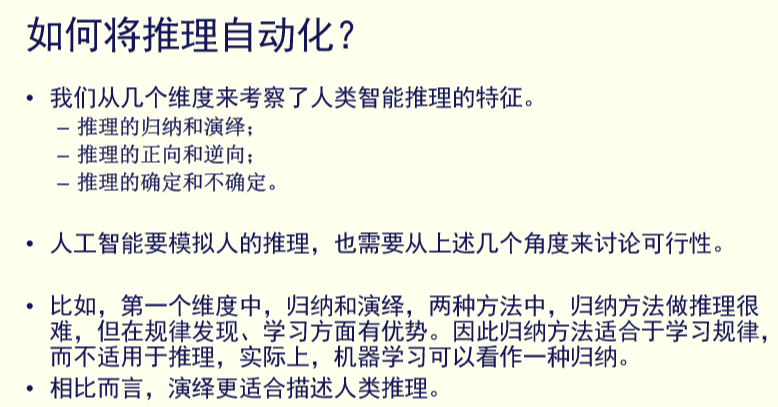 如何将推理自动化？
• 我们从几个维度来考察了人类智能推理的特征。
– 推理的归纳和演绎；
– 推理的正向和逆向；
– 推理的确定和不确定。
• 人工智能要模拟人的推理，也需要从上述几个角度来讨论可行性。
• 比如，第一个维度中，归纳和演绎，两种方法中，归纳方法做推理很
难，但在规律发现、学习方面有优势。因此归纳方法适合于学习规律，
而不适用于推理，实际上，机器学习可以看作一种归纳。
• 相比而言，演绎更适合描述人类推理。